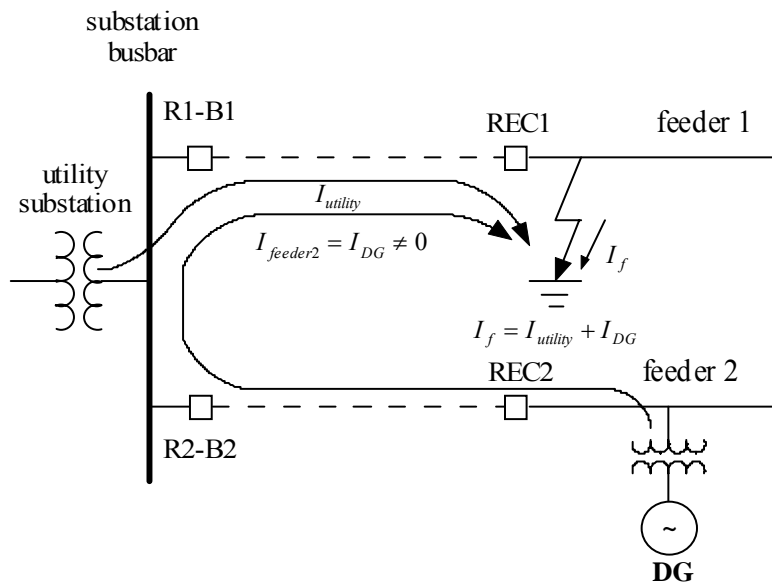 substation
busbar
R1-B1
REC1
feeder 1
utility
substation
I_utility
I_feeder2 = I_DG ≠ 0
I_f
I_f = I_utility + I_DG
REC2
feeder 2
R2-B2
~
DG